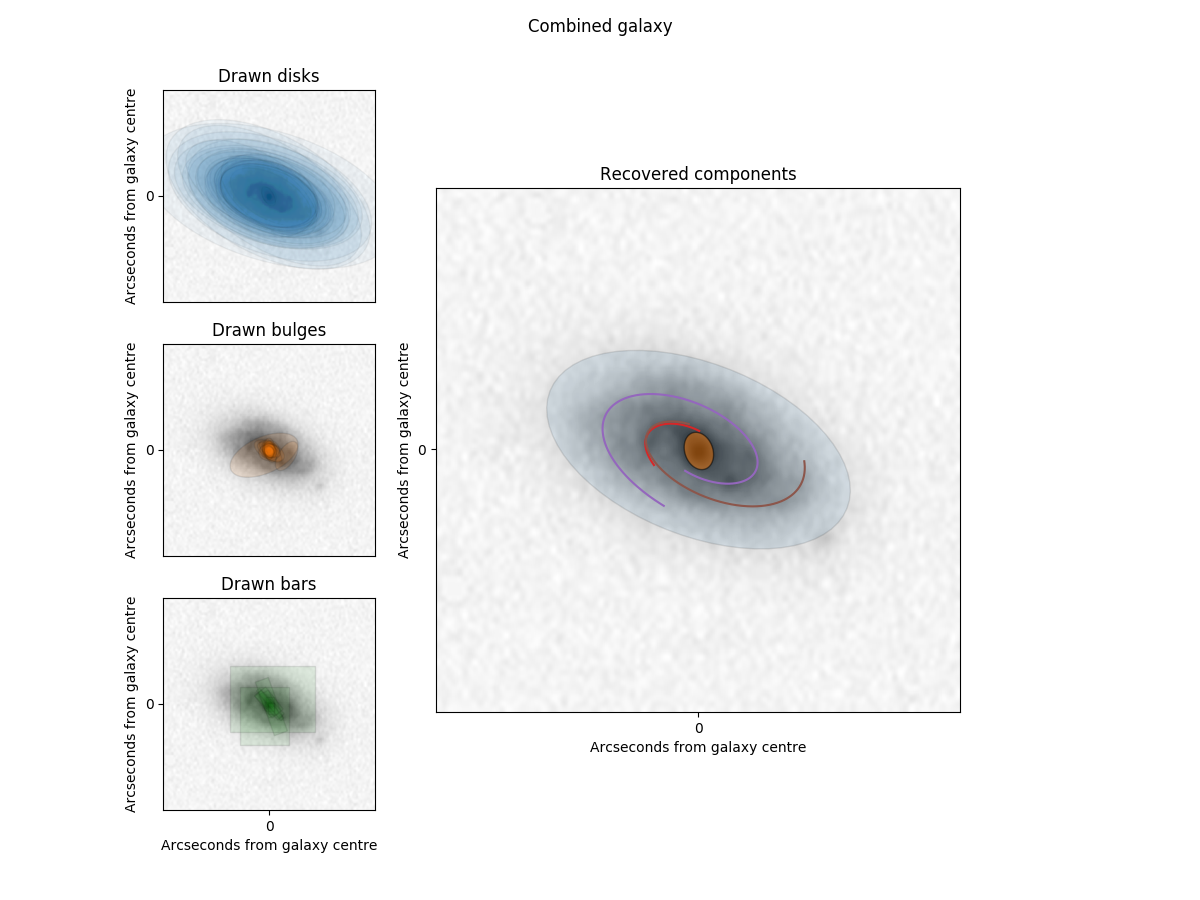 Combined galaxy
Drawn disks
Arcseconds from galaxy centre
0
Drawn bulges
Arcseconds from galaxy centre
0
Drawn bars
Arcseconds from galaxy centre
0
0
Arcseconds from galaxy centre
Recovered components
Arcseconds from galaxy centre
0
0
Arcseconds from galaxy centre